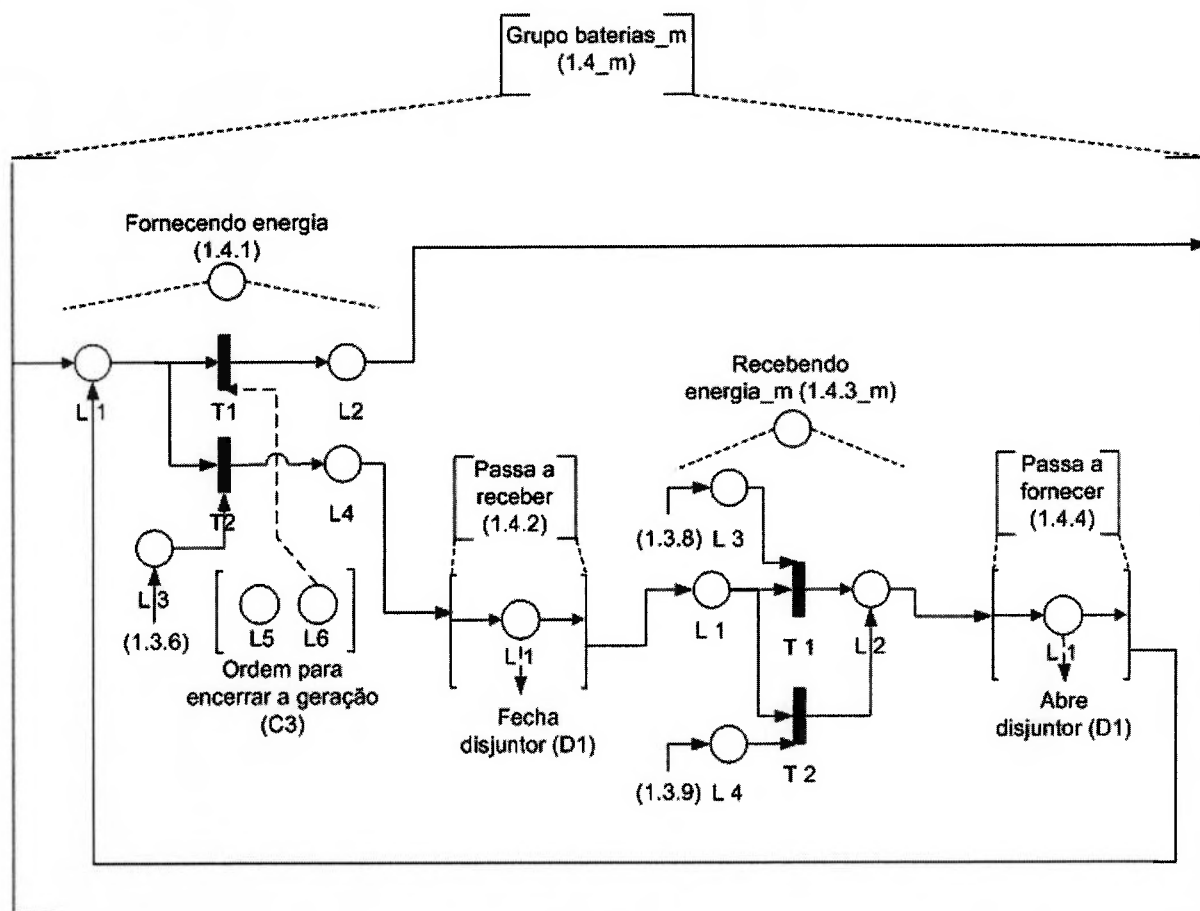 Grupo baterias_m
(1.4_m)
Fornecendo energia
(1.4.1)
L 1
T1
L2
T2
L4
L 3
(1.3.6)
L5
L6
Ordem para
encerrar a geração
(C3)
Passa a
receber
(1.4.2)
L 1
Fecha
disjuntor (D1)
Recebendo
energia_m (1.4.3_m)
(1.3.8) L 3
L 1
T 1
L 2
(1.3.9) L 4
T 2
Passa a
fornecer
(1.4.4)
L 1
Abre
disjuntor (D1)